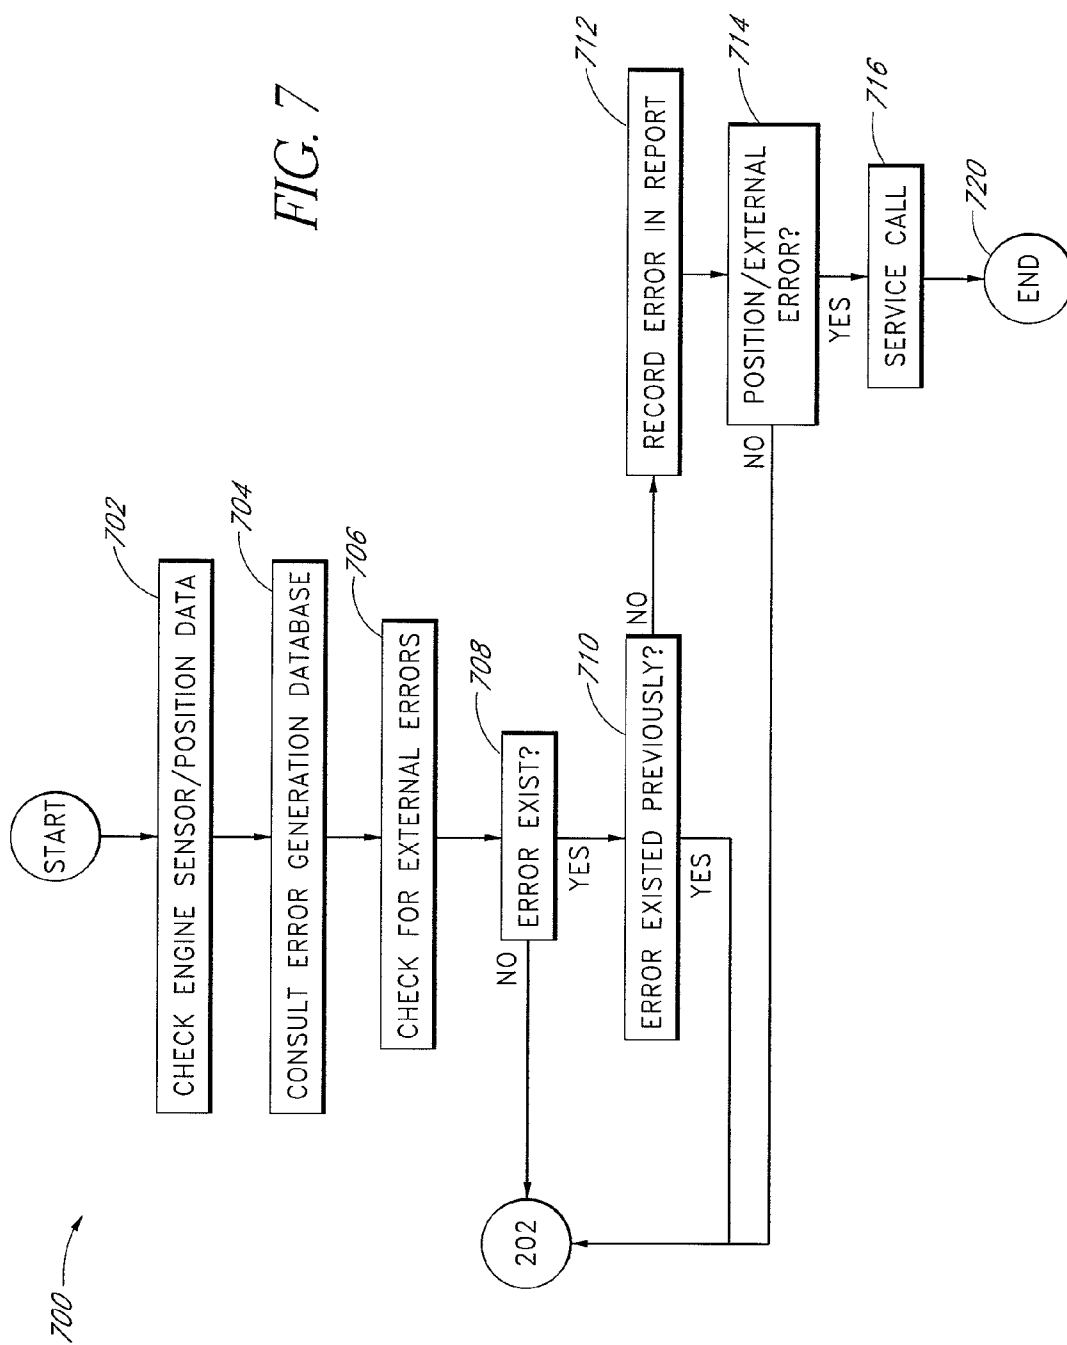 FIG. 7
700
START
702
CHECK ENGINE SENSOR/POSITION DATA
704
CONSULT ERROR GENERATION DATABASE
706
CHECK FOR EXTERNAL ERRORS
708
ERROR EXIST?
NO
YES
202
710
ERROR EXISTED PREVIOUSLY?
NO
YES
712
RECORD ERROR IN REPORT
714
POSITION/EXTERNAL
ERROR?
NO
YES
716
SERVICE CALL
720
END